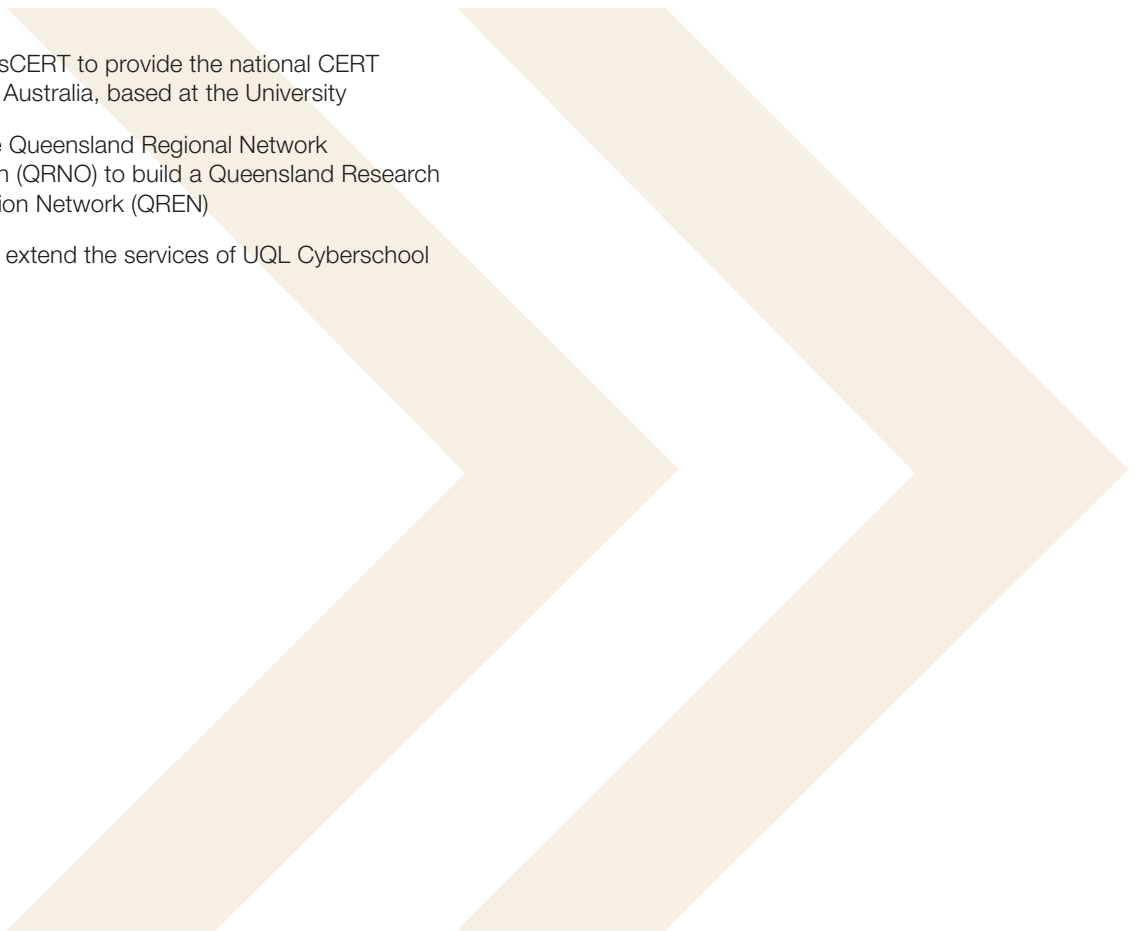 sCERT to provide the national CERT
Australia, based at the University
e Queensland Regional Network
n (QRNO) to build a Queensland Research
ion Network (QREN)
extend the services of UQL Cyberschool